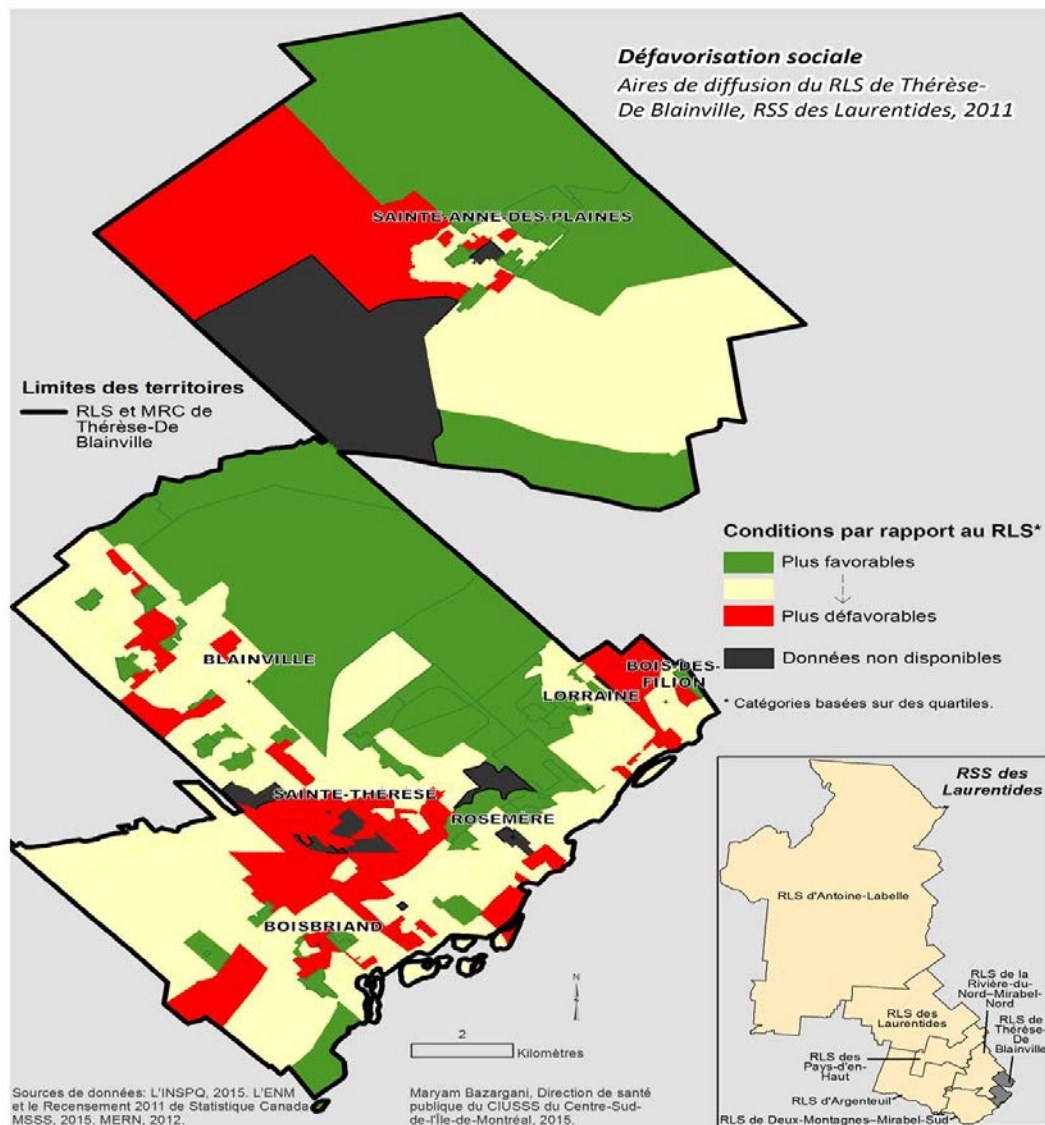 Défavorisation sociale
Aires de diffusion du RLS de Thérèse-
De Blainville, RSS des Laurentides, 2011
SAINTE-ANNE-DES-PLAINES
Limites des territoires
RLS et MRC de
Thérèse-De
Blainville
Conditions par rapport au RLS*
Plus favorables
Plus défavorables
Données non disponibles
* Catégories basées sur des quartiles.
BLAINVILLE
BOIS-DES-
FILION
LORRAINE
SAINTE-THÉRÈSE
ROSEMÈRE
BOISBRIAND
N
2
Kilomètres
RSS des
Laurentides
RLS d'Antoine-Labelle
RLS de la
Rivière-du-
Nord–Mirabel-
Nord
RLS des
Laurentides
RLS de
Thérèse-
De
Blainville
RLS des
Pays-d'en-
Haut
RLS d'Argenteuil
RLS de Deux-Montagnes–Mirabel-Sud
Sources de données: L'INSPQ, 2015. L'ENM
et le Recensement 2011 de Statistique Canada
MSSS, 2015. MERN, 2012.
Maryam Bazargani, Direction de santé
publique du CIUSSS du Centre-Sud-
de-l'Île-de-Montréal, 2015.